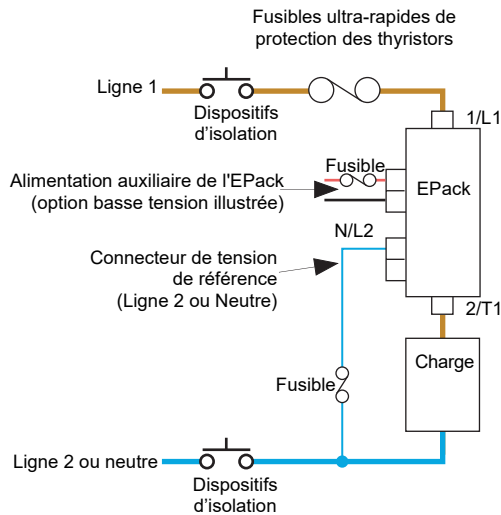 Fusibles ultra-rapides de
protection des thyristors
Ligne 1
Dispositifs
d'isolation
1/L1
Fusible
Alimentation auxiliaire de l'EPack
(option basse tension illustrée)
EPack
N/L2
Connecteur de tension
de référence
(Ligne 2 ou Neutre)
2/T1
Charge
Fusible
Ligne 2 ou neutre
Dispositifs
d'isolation